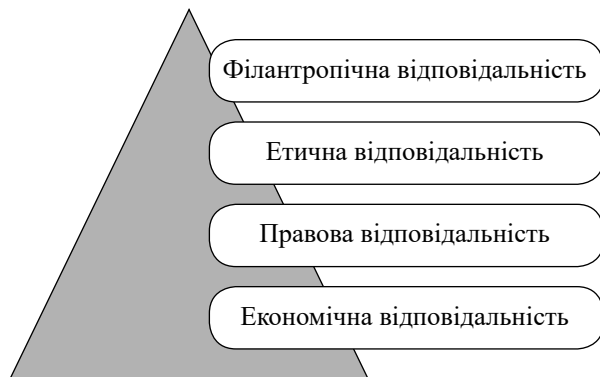 Філантропічна відповідальність
Етична відповідальність
Правова відповідальність
Економічна відповідальність